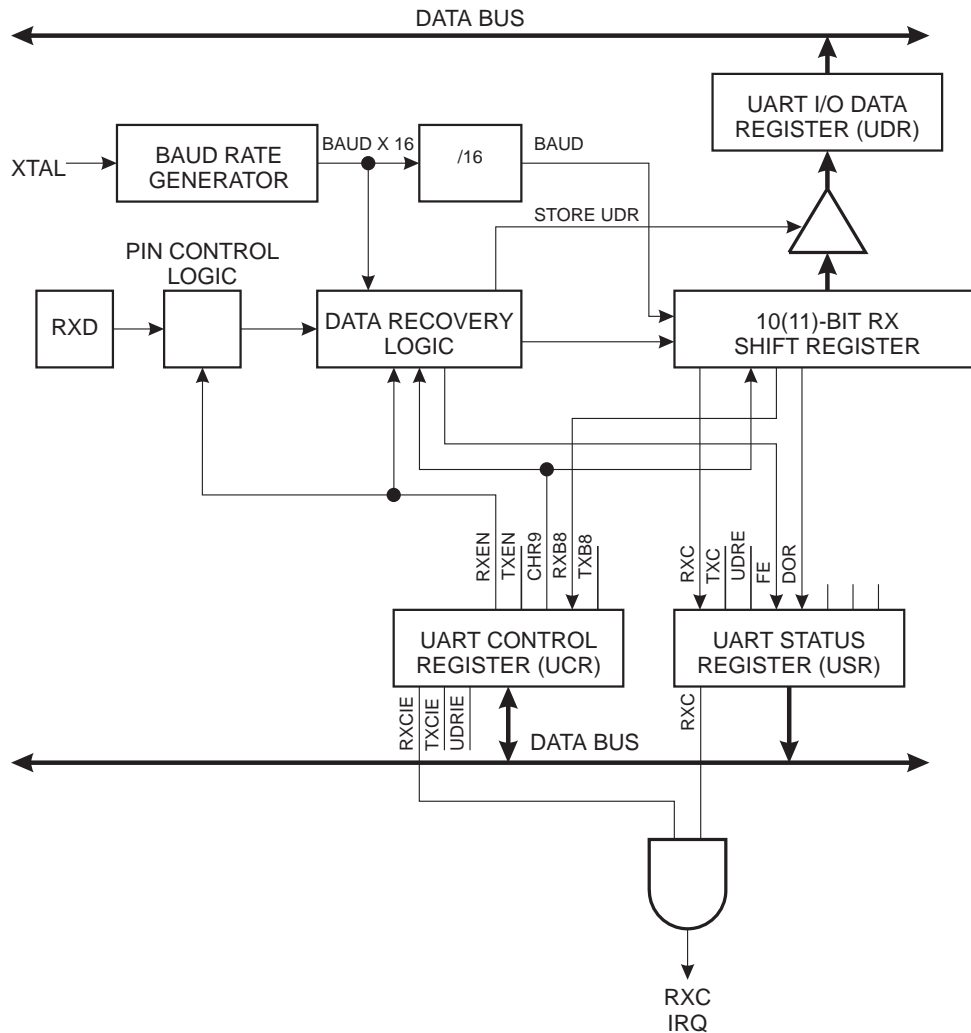 DATA BUS
UART I/O DATA
REGISTER (UDR)
XTAL
BAUD RATE
GENERATOR
BAUD X 16
/16
BAUD
STORE UDR
PIN CONTROL
LOGIC
RXD
DATA RECOVERY
LOGIC
10(11)-BIT RX
SHIFT REGISTER
RXEN
TXEN
CHR9
RXB8
TXB8
RXC
TXC
UDRE
FE
DOR
UART CONTROL
REGISTER (UCR)
UART STATUS
REGISTER (USR)
RXCIE
TXCIE
UDRIE
RXC
DATA BUS
RXC
IRQ